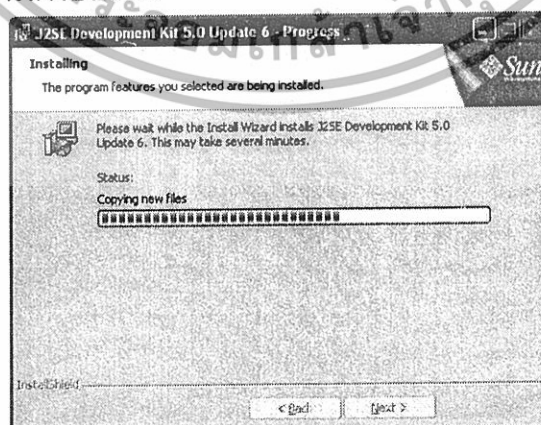 J2SE Development Kit 5.0 Update 6 - Progress
Installing
The program features you selected are being installed.
Sun
Please wait while the Install Wizard installs J2SE Development Kit 5.0
Update 6. This may take several minutes.
Status:
Copying new files
InstallShield
< Back
Next >